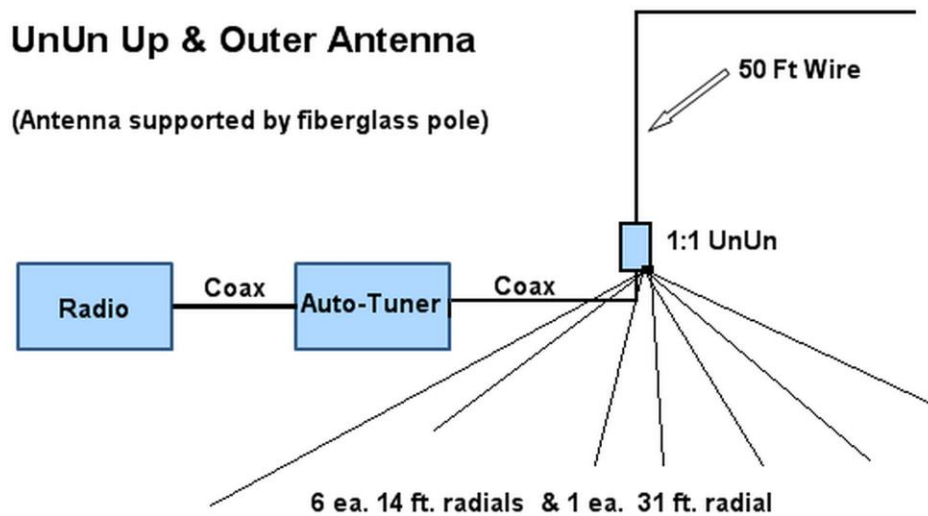 UnUn Up & Outer Antenna
50 Ft Wire
(Antenna supported by fiberglass pole)
1:1 UnUn
Radio
Coax
Auto-Tuner
Coax
6 ea. 14 ft. radials & 1 ea. 31 ft. radial